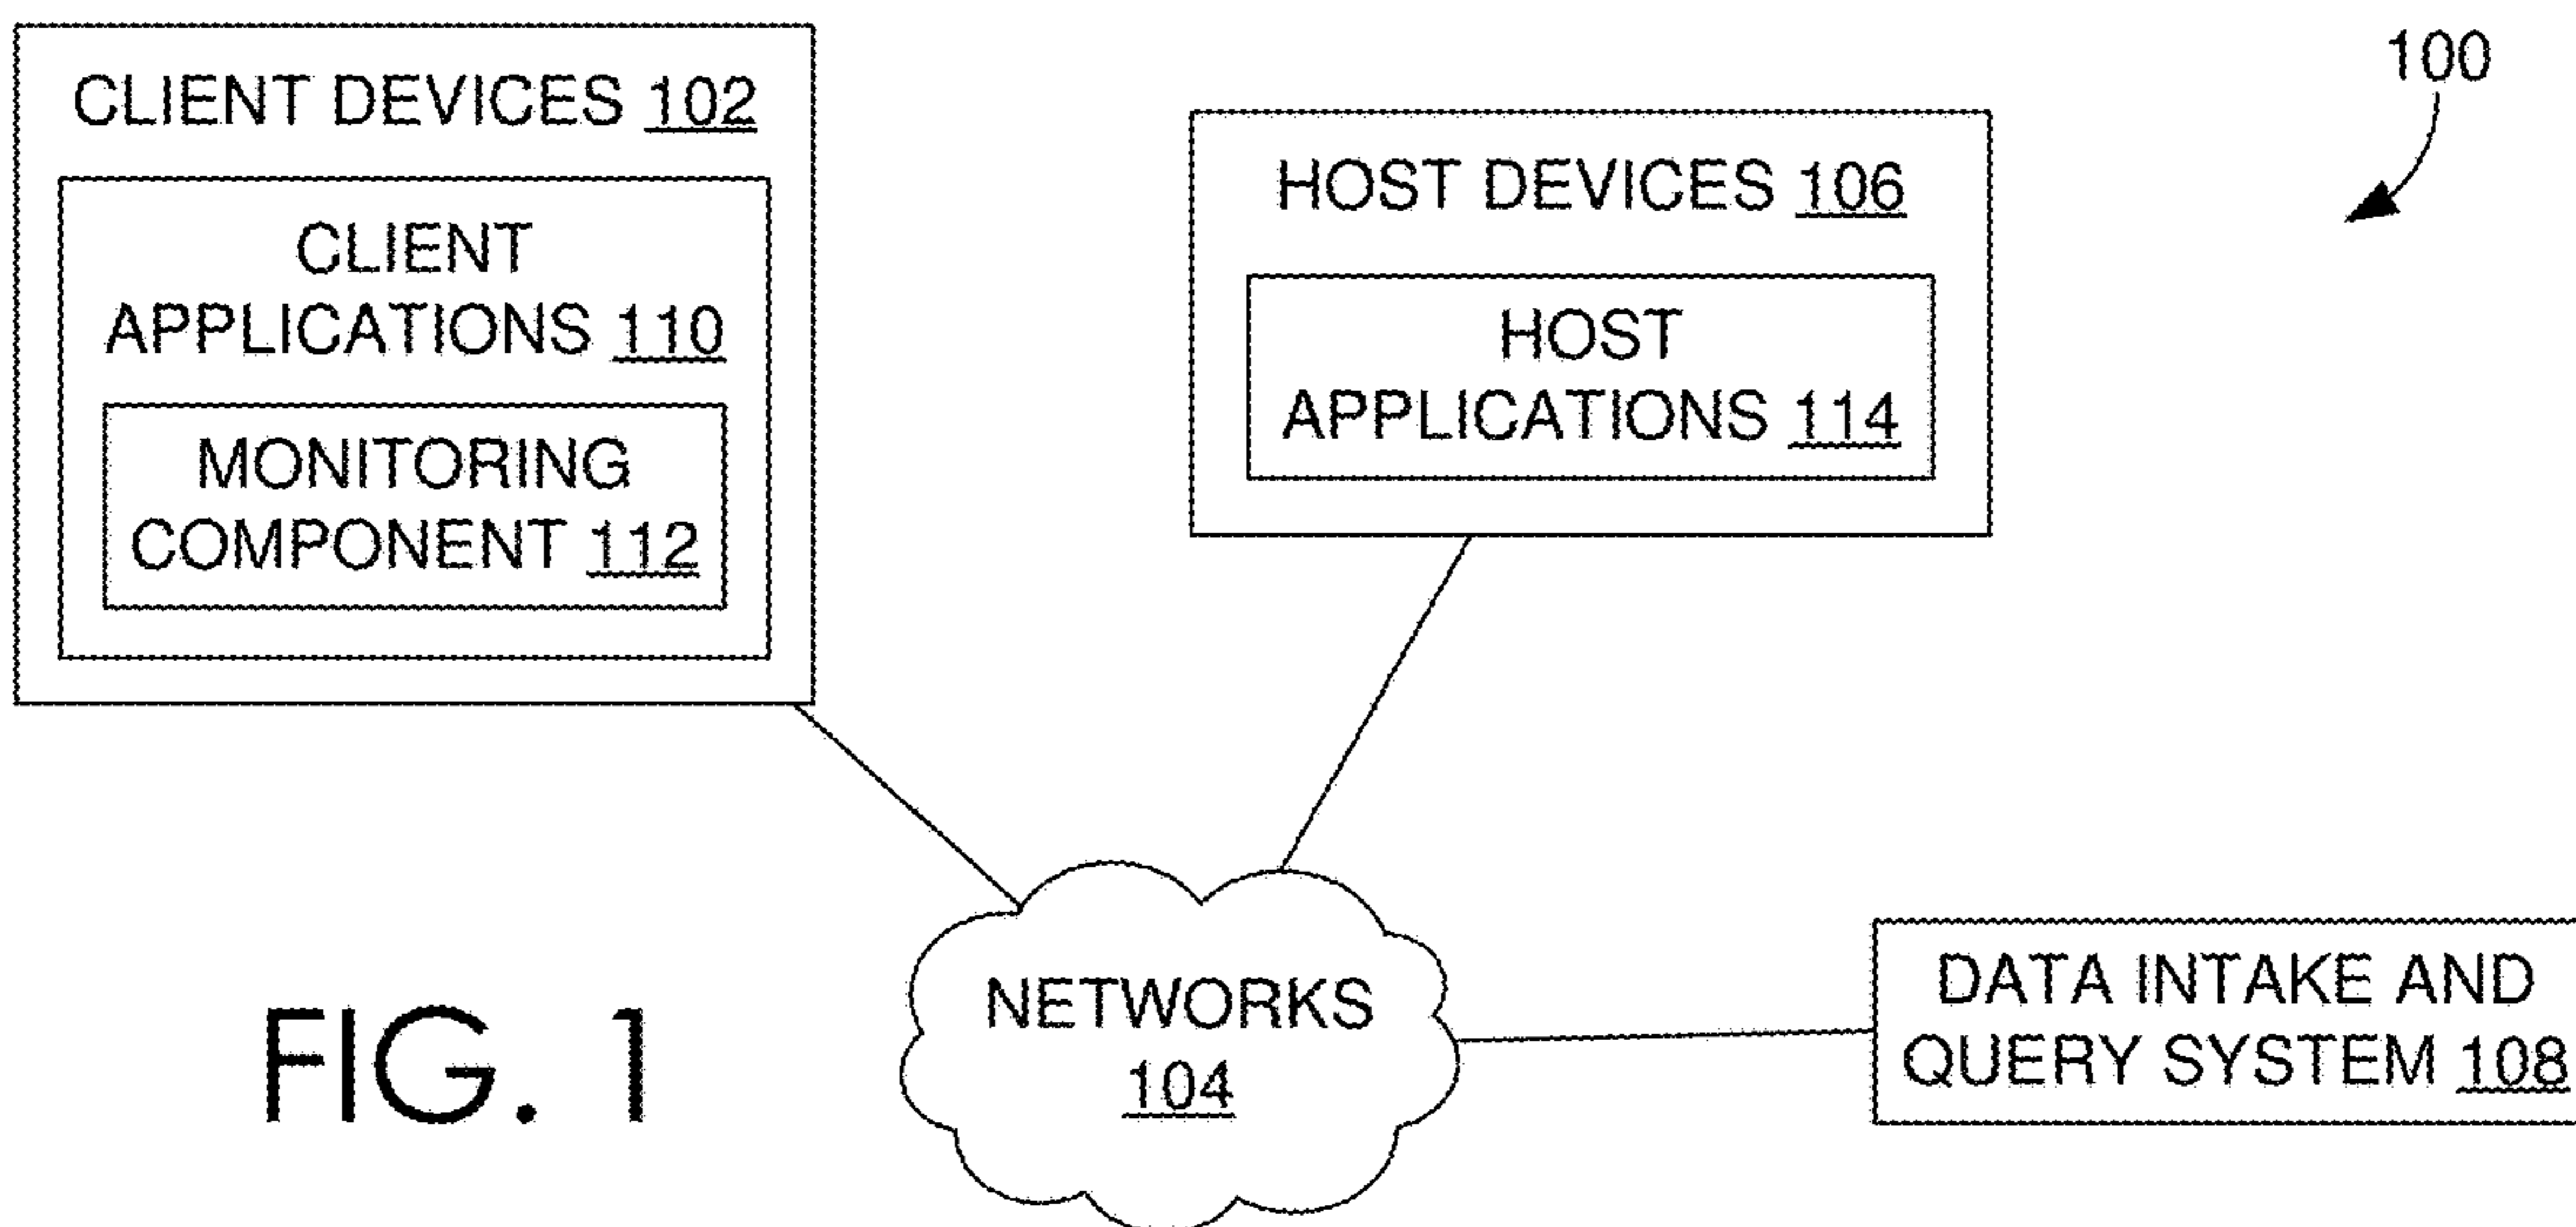 CLIENT DEVICES 102
CLIENT
APPLICATIONS 110
MONITORING
COMPONENT 112
HOST DEVICES 106
HOST
APPLICATIONS 114
100
NETWORKS
104
DATA INTAKE AND
QUERY SYSTEM 108
FIG. 1